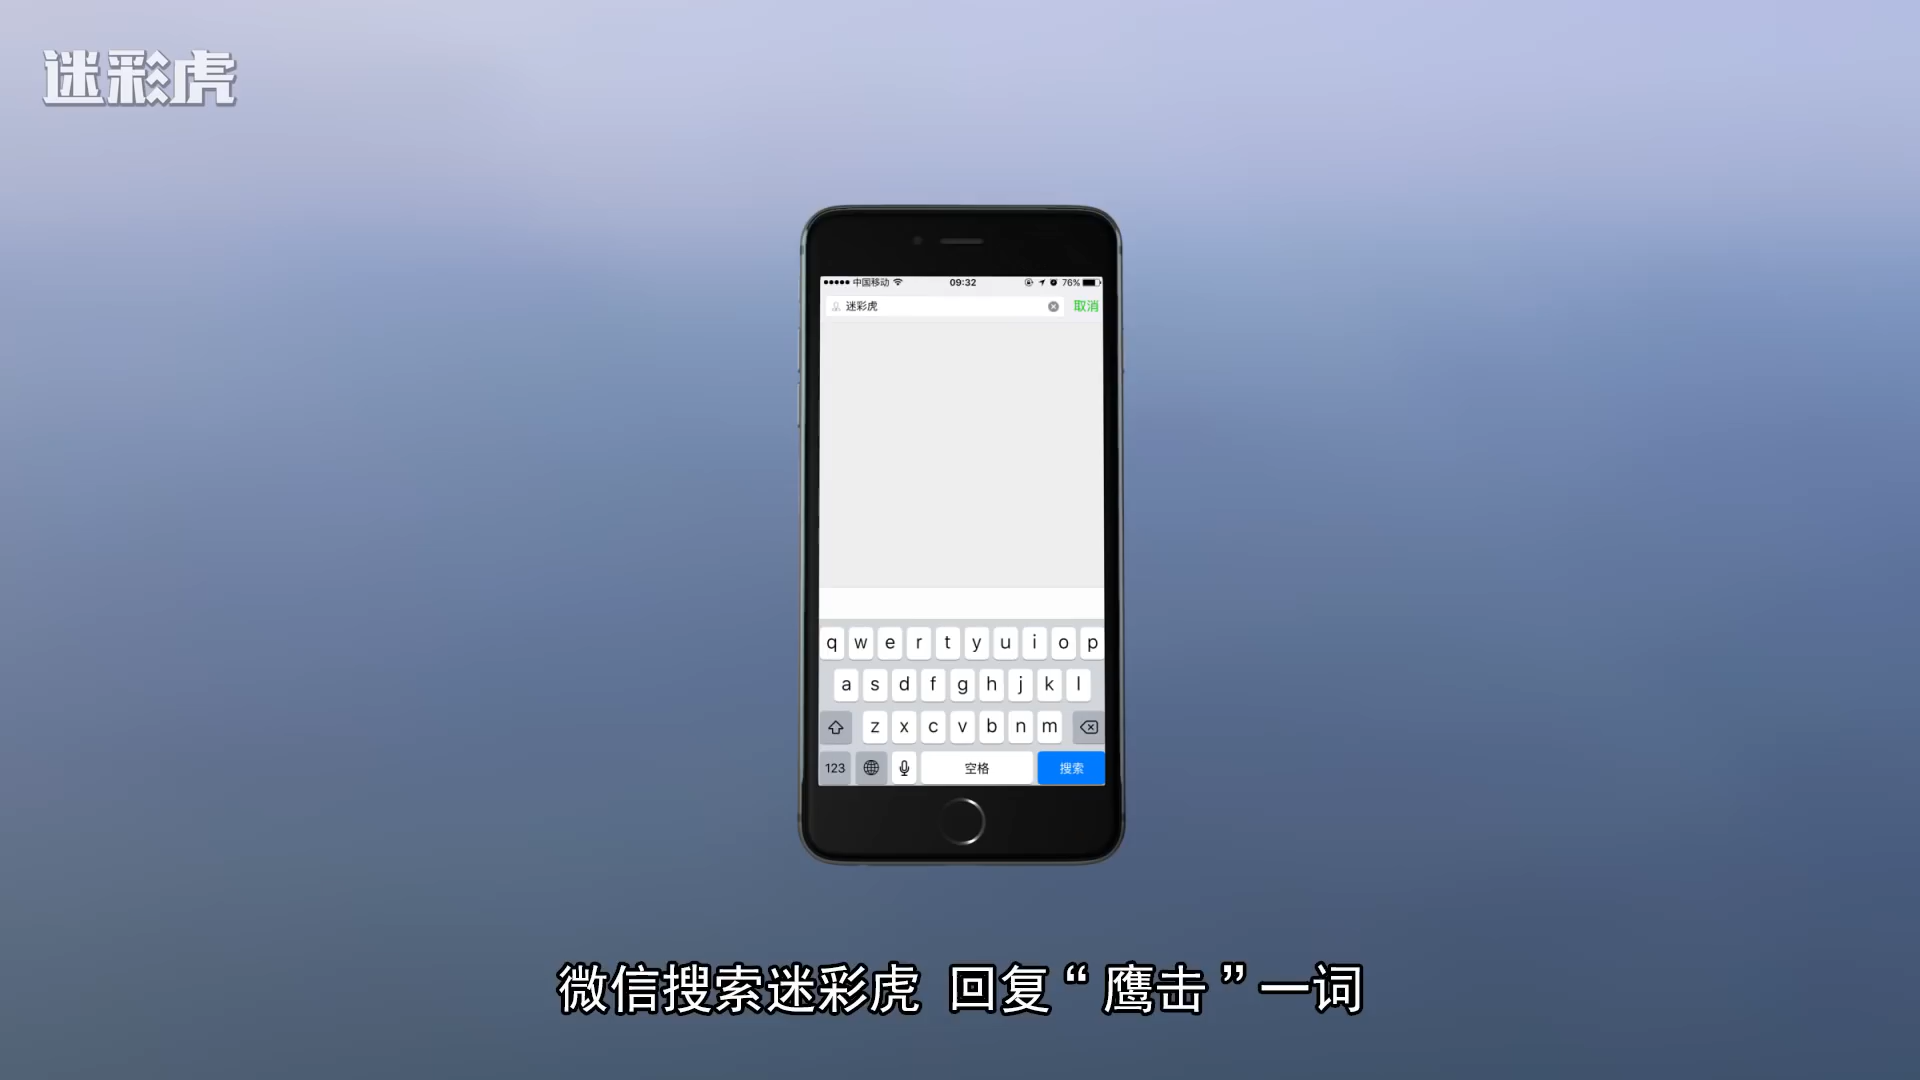 迷彩虎
中国移动 09:32 76%
迷彩虎 取消
q w e r t y u i o p
a s d f g h j k l
z x c v b n m
123 空格 搜索
微信搜索迷彩虎 回复“鹰击”一词